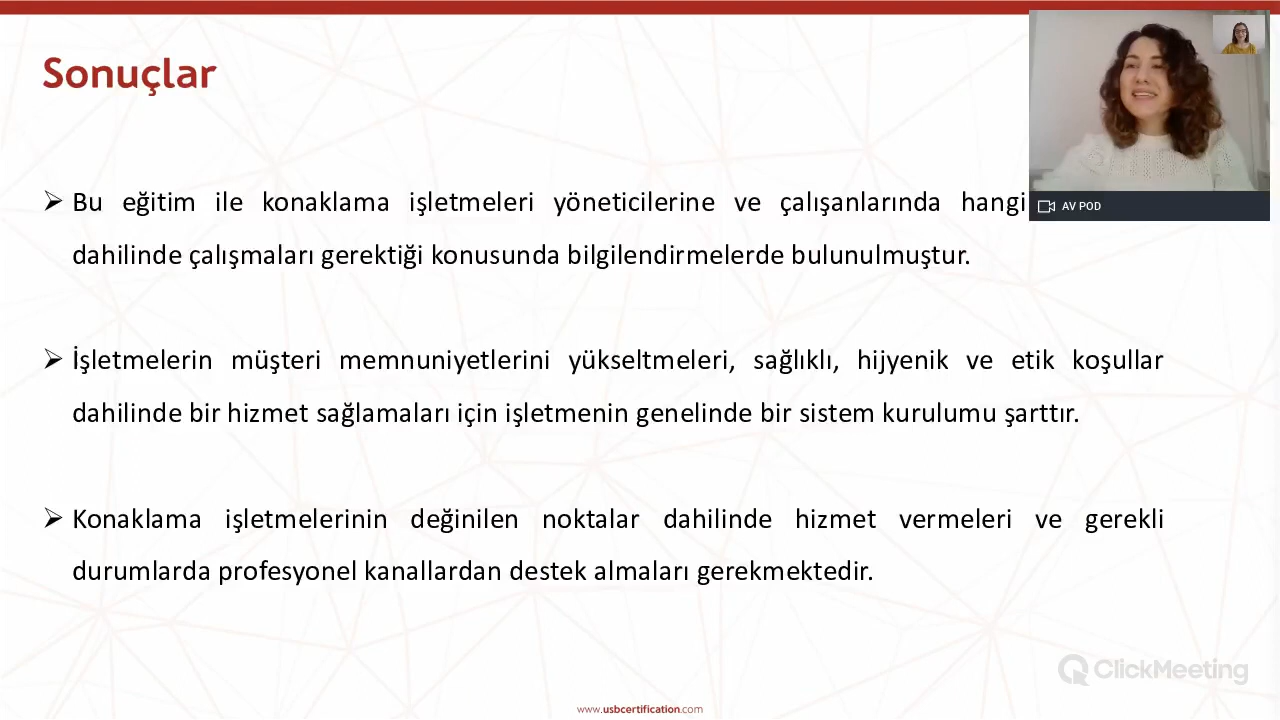 Sonuçlar
Bu eğitim ile konaklama işletmeleri yöneticilerine ve çalışanlarında hangi
dahilinde çalışmaları gerektiği konusunda bilgilendirmelerde bulunulmuştur.
İşletmelerin müşteri memnuniyetlerini yükseltmeleri, sağlıklı, hijyenik ve etik koşullar
dahilinde bir hizmet sağlamaları için işletmenin genelinde bir sistem kurulumu şarttır.
Konaklama işletmelerinin değinilen noktalar dahilinde hizmet vermeleri ve gerekli
durumlarda profesyonel kanallardan destek almaları gerekmektedir.
AV POD
ClickMeeting
www.usbcertification.com